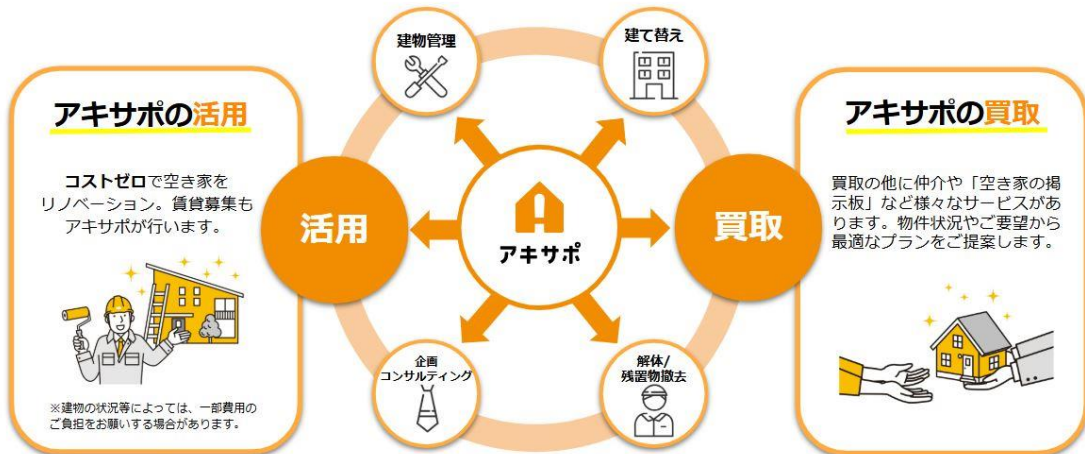 アキサポの活用
コストゼロで空き家を
リノベーション。賃貸募集も
アキサポが行います。
※建物の状況等によっては、一部費用の
ご負担をお願いする場合があります。
建物管理
建て替え
活用
アキサポ
買取
企画
コンサルティング
解体/
残置物撤去
アキサポの買取
買取の他に仲介や「空き家の掲
示板」など様々なサービスがあ
ります。物件状況やご要望から
最適なプランをご提案します。